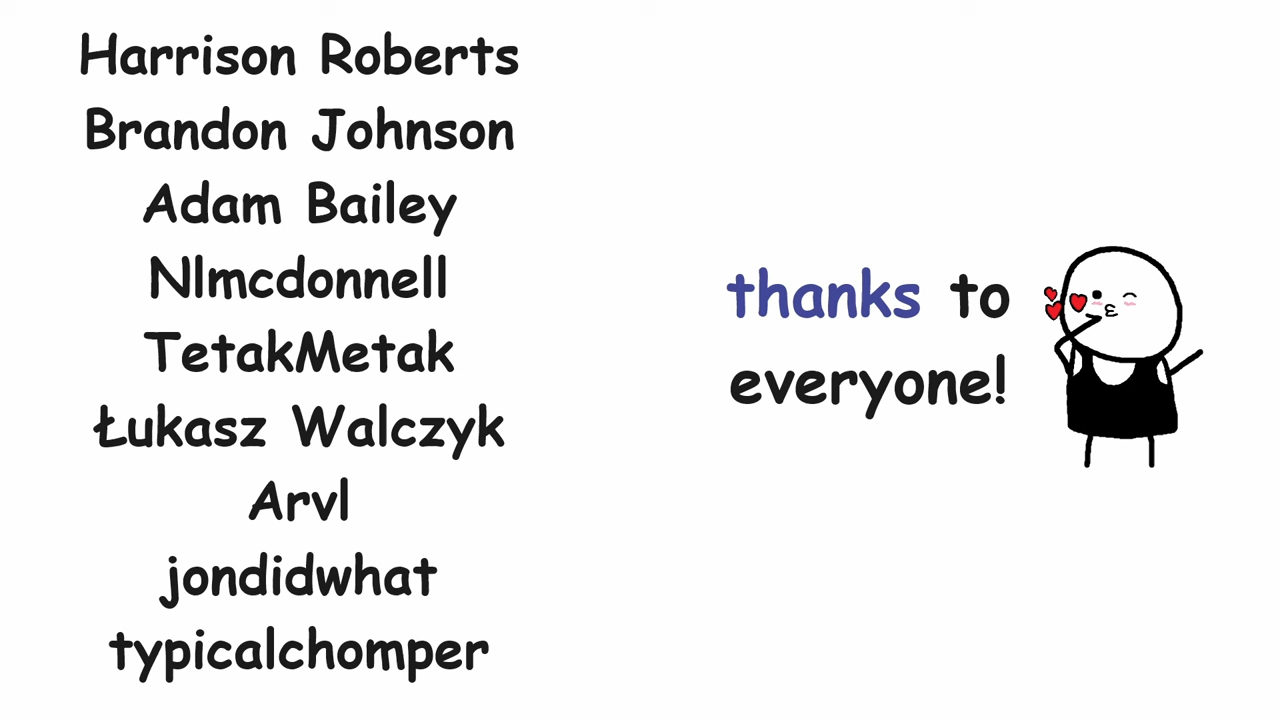 Harrison Roberts
Brandon Johnson
Adam Bailey
Nlmcdonnell
TetakMetak
Łukasz Walczyk
Arvl
jondidwhat
typicalchomper
thanks to
everyone!